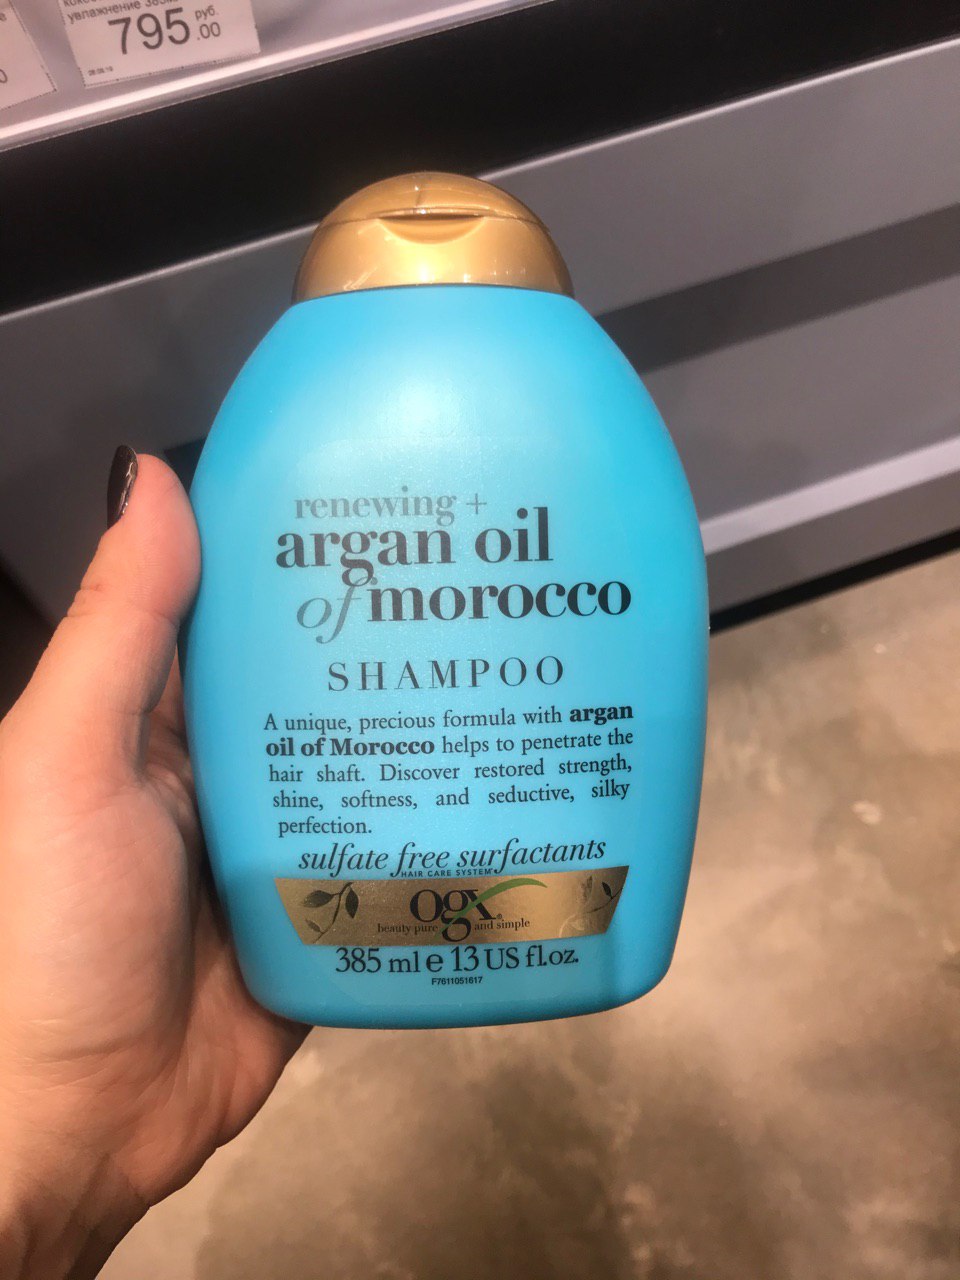 увлажнение 385м
795 руб.
.00
renewing +
argan oil
of morocco
SHAMPOO
A unique, precious formula with argan
oil of Morocco helps to penetrate the
hair shaft. Discover restored strength,
shine, softness, and seductive, silky
perfection.
sulfate free surfactants
HAIR CARE SYSTEM
ogx®
beauty pure and simple
385 ml e 13 US fl.oz.
F7611051617